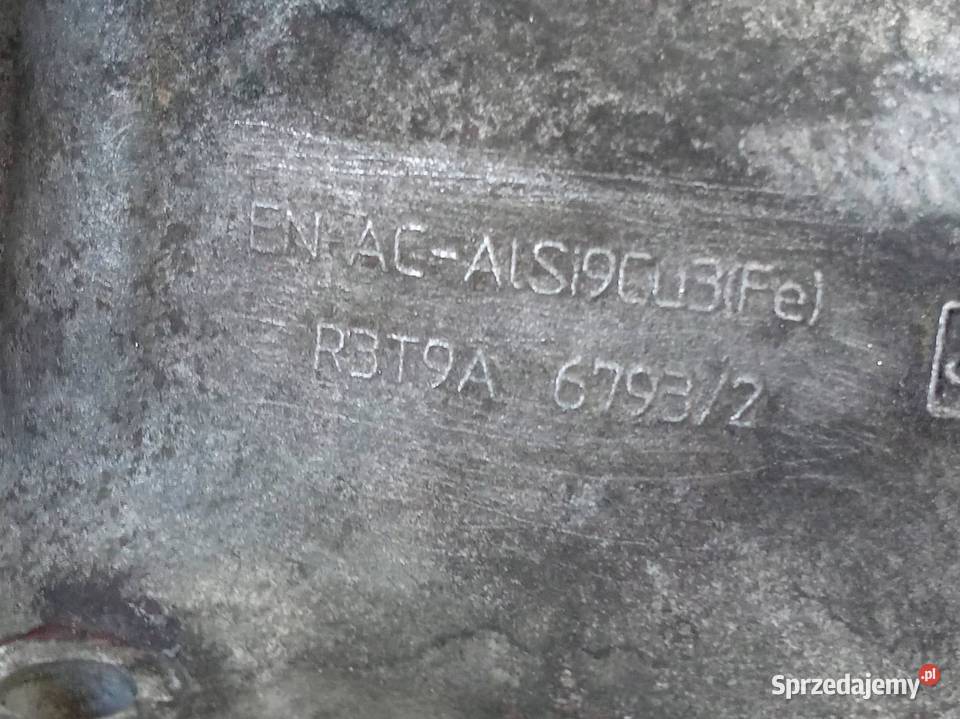 EN AC-AlSi9Cu3(Fe)
R3T9A 6793/2
Sprzedajemy.pl